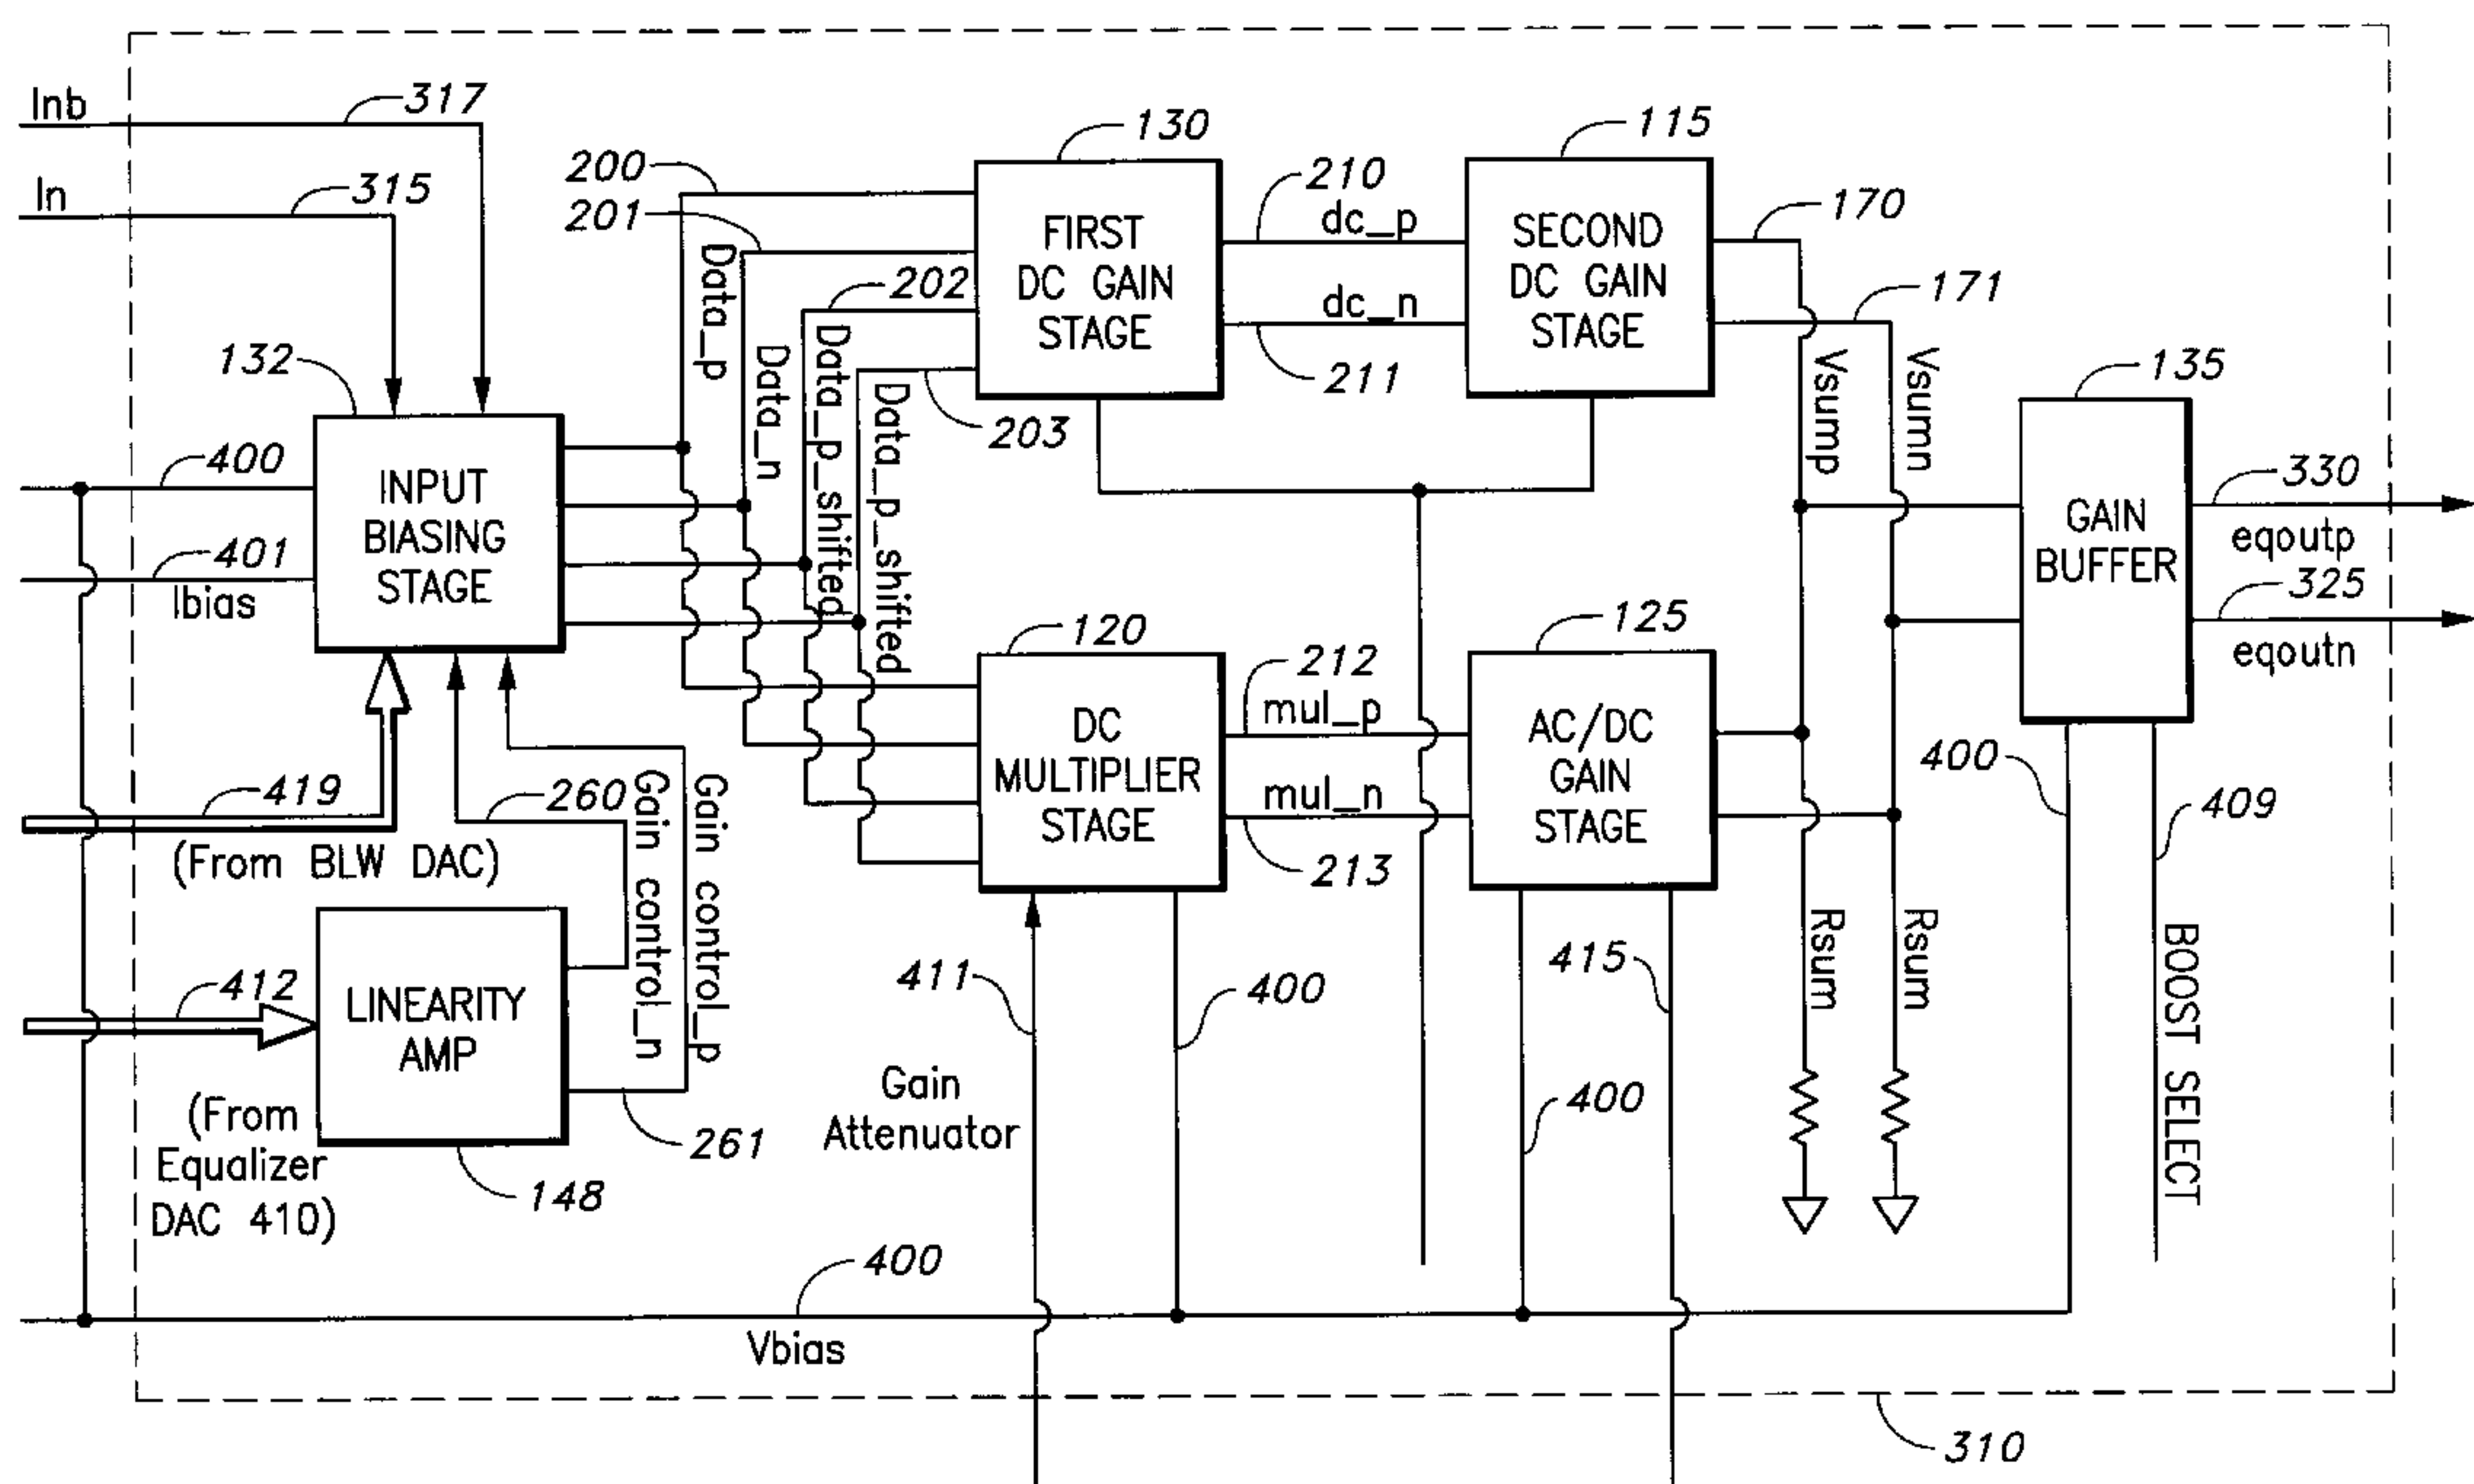 Inb
317
In
315
200
201
130
210
dc_p
115
170
Data_p
Data_n
202
Data_p_shifted
Data_p_shifted
203
FIRST
DC GAIN
STAGE
dc_n
211
SECOND
DC GAIN
STAGE
171
Vsump
Vsumn
135
132
400
401
Ibias
INPUT
BIASING
STAGE
GAIN
BUFFER
330
eqoutp
325
eqoutn
120
212
mul_p
125
419
(From BLW DAC)
260
Gain control_n
Gain control_p
DC
MULTIPLIER
STAGE
mul_n
213
AC/DC
GAIN
STAGE
400
409
412
LINEARITY
AMP
(From
Equalizer
DAC 410)
148
261
411
Gain
Attenuator
400
400
415
Rsum
Rsum
BOOST SELECT
400
Vbias
310